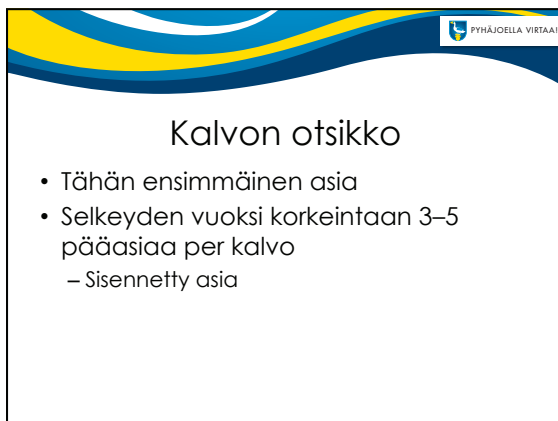 PYHÄJOELLA VIRTAA!
Kalvon otsikko
• Tähän ensimmäinen asia
• Selkeyden vuoksi korkeintaan 3–5
pääasiaa per kalvo
– Sisennetty asia